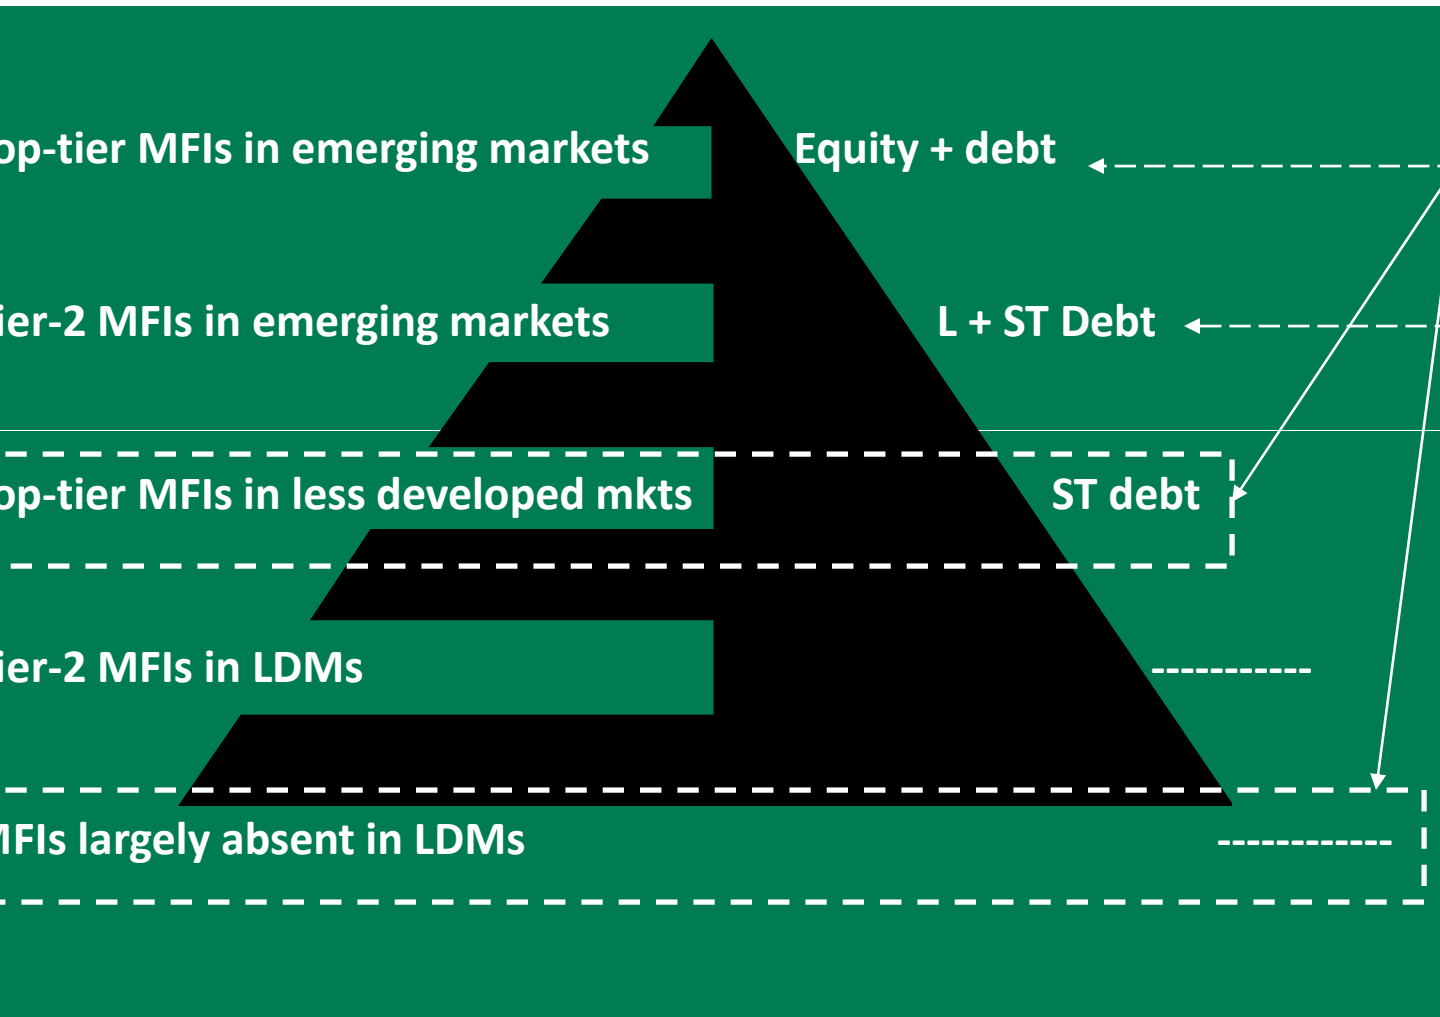 op-tier MFIs in emerging markets Equity + debt
ier-2 MFIs in emerging markets L + ST Debt
op-tier MFIs in less developed mkts ST debt
ier-2 MFIs in LDMs -----------
MFIs largely absent in LDMs ------------